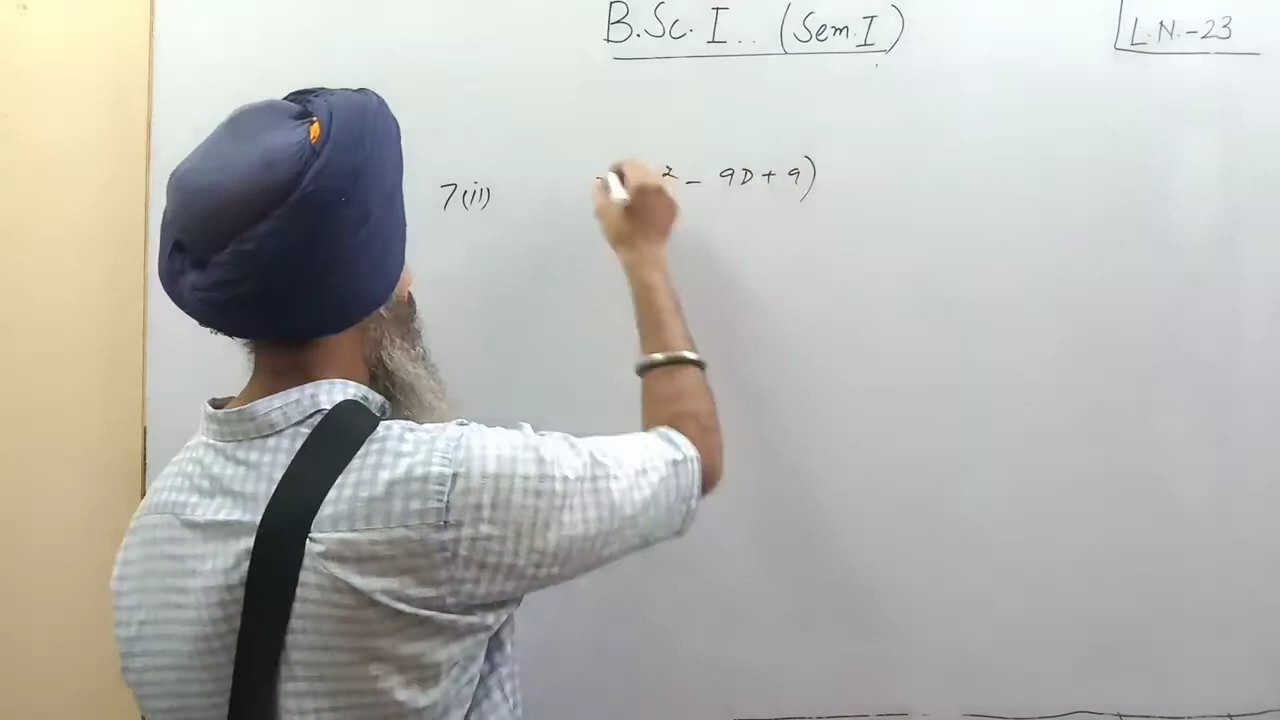 B.Sc. I.. (Sem. I)
L.N.-23
7(ii) ² - 9D + 9)